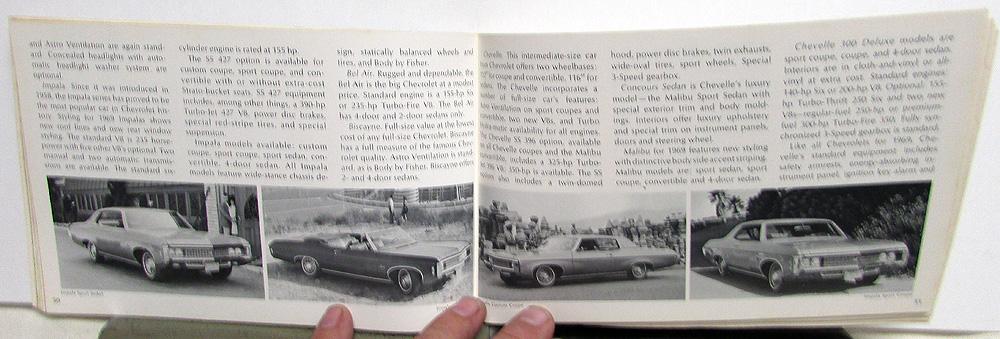 and Astro Ventilation are again stand-
ard. Concealed headlights with auto-
matic headlight washer system are
optional.
Impala Since it was introduced in
1958, the Impala series has proved to be
the most popular car in Chevrolet his-
tory. Styling for 1969 Impalas shows
new roof lines and new rear window
styling. The standard V8 is 235 horse-
power with five other V8's optional. Two
manual and two automatic transmis-
sions are available. The standard six-
cylinder engine is rated at 155 hp.
The SS 427 option is available for
custom coupe, sport coupe, and con-
vertible with or without extra-cost
Strato-bucket seats. SS 427 equipment
includes, among other things, a 390-hp
Turbo-Jet 427 V8, power disc brakes,
special red-stripe tires, and special
suspension.
Impala models available: custom
coupe, sport coupe, sport sedan, con-
vertible, 4-door sedan. All Impala
models feature wide-stance chassis de-
sign, statically balanced wheels and
tires, and Body by Fisher.
Bel Air. Rugged and dependable, the
Bel Air is the big Chevrolet at a modest
price. Standard engine is a 155-hp Six
or 235-hp Turbo-Fire V8. The Bel Air
has 4-door and 2-door sedans only.
Biscayne. Full-size value at the lowest
cost of any full-size Chevrolet. Biscayne
has a full measure of the famous Chev-
rolet quality. Astro Ventilation is stand-
ard, as is Body by Fisher. Biscayne offers
2- and 4-door sedans.
Impala Sport Sedan
50
Chevelle. This intermediate-size car
from Chevrolet offers two wheelbases:
112" for coupe and convertible, 116" for
sedans. The Chevelle incorporates a
number of full-size car's features:
Astro Ventilation on sport coupes and
convertible, two new V8s, and Turbo
Hydra-matic availability for all engines.
The Chevelle SS 396 option, available
on all Chevelle coupes and the Malibu
convertible, includes a 325-hp Turbo-
Jet V8. 350-hp is available. The SS
option also includes a twin-domed
hood, power disc brakes, twin exhausts,
wide-oval tires, sport wheels, Special
3-Speed gearbox.
Concours Sedan is Chevelle's luxury
model—the Malibu Sport Sedan with
special exterior trim and body mold-
ings. Interiors offer luxury upholstery
and special trim on instrument panels,
doors and steering wheel.
Malibu for 1969 features new styling
with distinctive body side accent striping.
Malibu models are: sport sedan, sport
coupe, convertible and 4-door sedan.
Chevelle 300 Deluxe models are
sport coupe, coupe, and 4-door sedan.
Interiors are in cloth-and-vinyl or all-
vinyl at extra cost. Standard engines:
140-hp Six or 200-hp V8. Optional: 155-
hp Turbo-Thrift 250 Six and two new
V8s—regular-fuel 250-hp or premium-
fuel 300-hp Turbo-Fire 350. Fully syn-
chronized 3-Speed gearbox is standard.
Like all Chevrolets for 1969, Che-
velle's standard equipment includes
safety door locks, energy-absorbing in-
strument panel, ignition key alarm and
Custom Coupe
Impala Sport Coupe
51